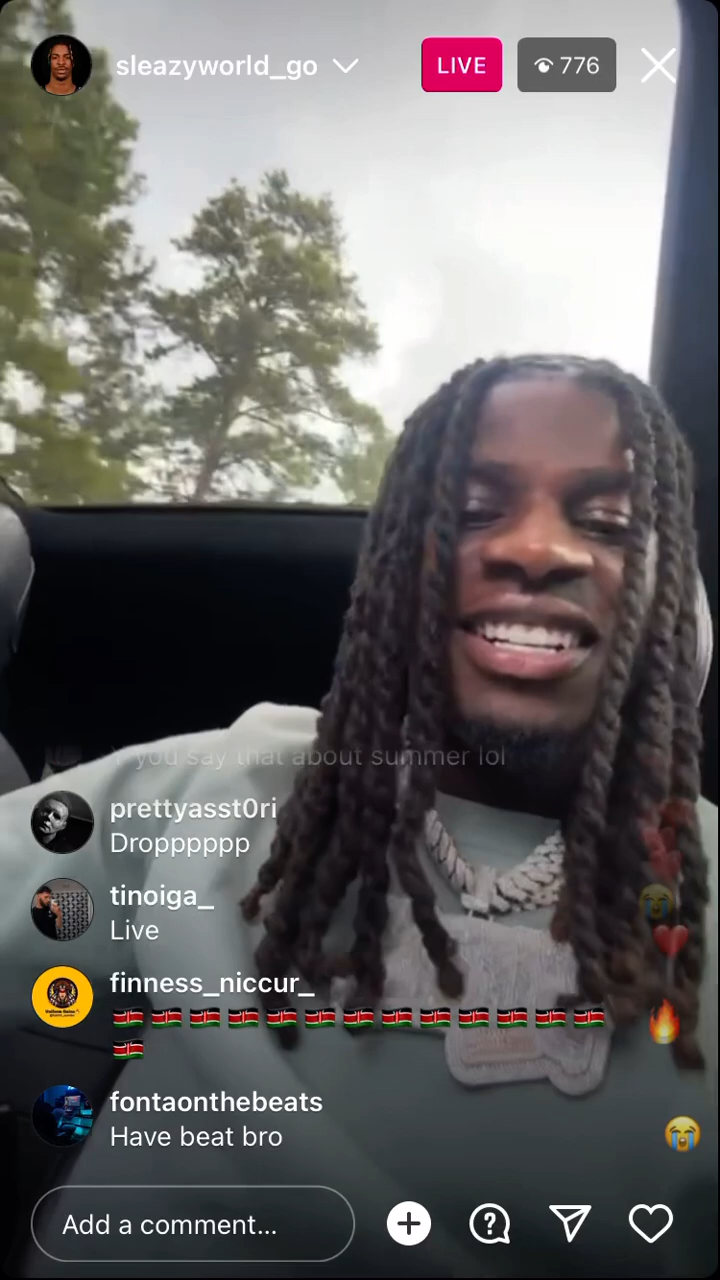 sleazyworld_go
LIVE
776
you say that about summer lol
prettyasst0ri
Dropppppp
tinoiga_
Live
finness_niccur_
🇰🇪🇰🇪🇰🇪🇰🇪🇰🇪🇰🇪🇰🇪🇰🇪🇰🇪🇰🇪🇰🇪🇰🇪🇰🇪
🇰🇪
fontaonthebeats
Have beat bro
Add a comment...